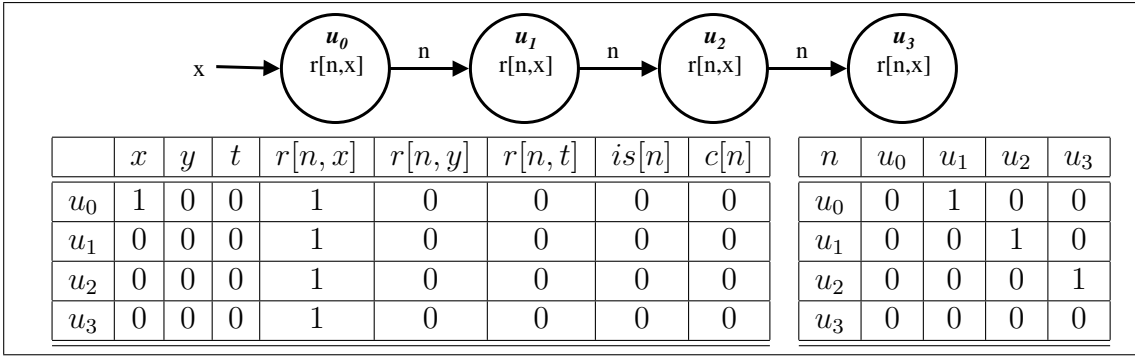 u0 u1 u2 u3
x r[n,x] n r[n,x] n r[n,x] n r[n,x]
x y t r[n, x] r[n, y] r[n, t] is[n] c[n]
u0 1 0 0 1 0 0 0 0
u1 0 0 0 1 0 0 0 0
u2 0 0 0 1 0 0 0 0
u3 0 0 0 1 0 0 0 0
n u0 u1 u2 u3
u0 0 1 0 0
u1 0 0 1 0
u2 0 0 0 1
u3 0 0 0 0